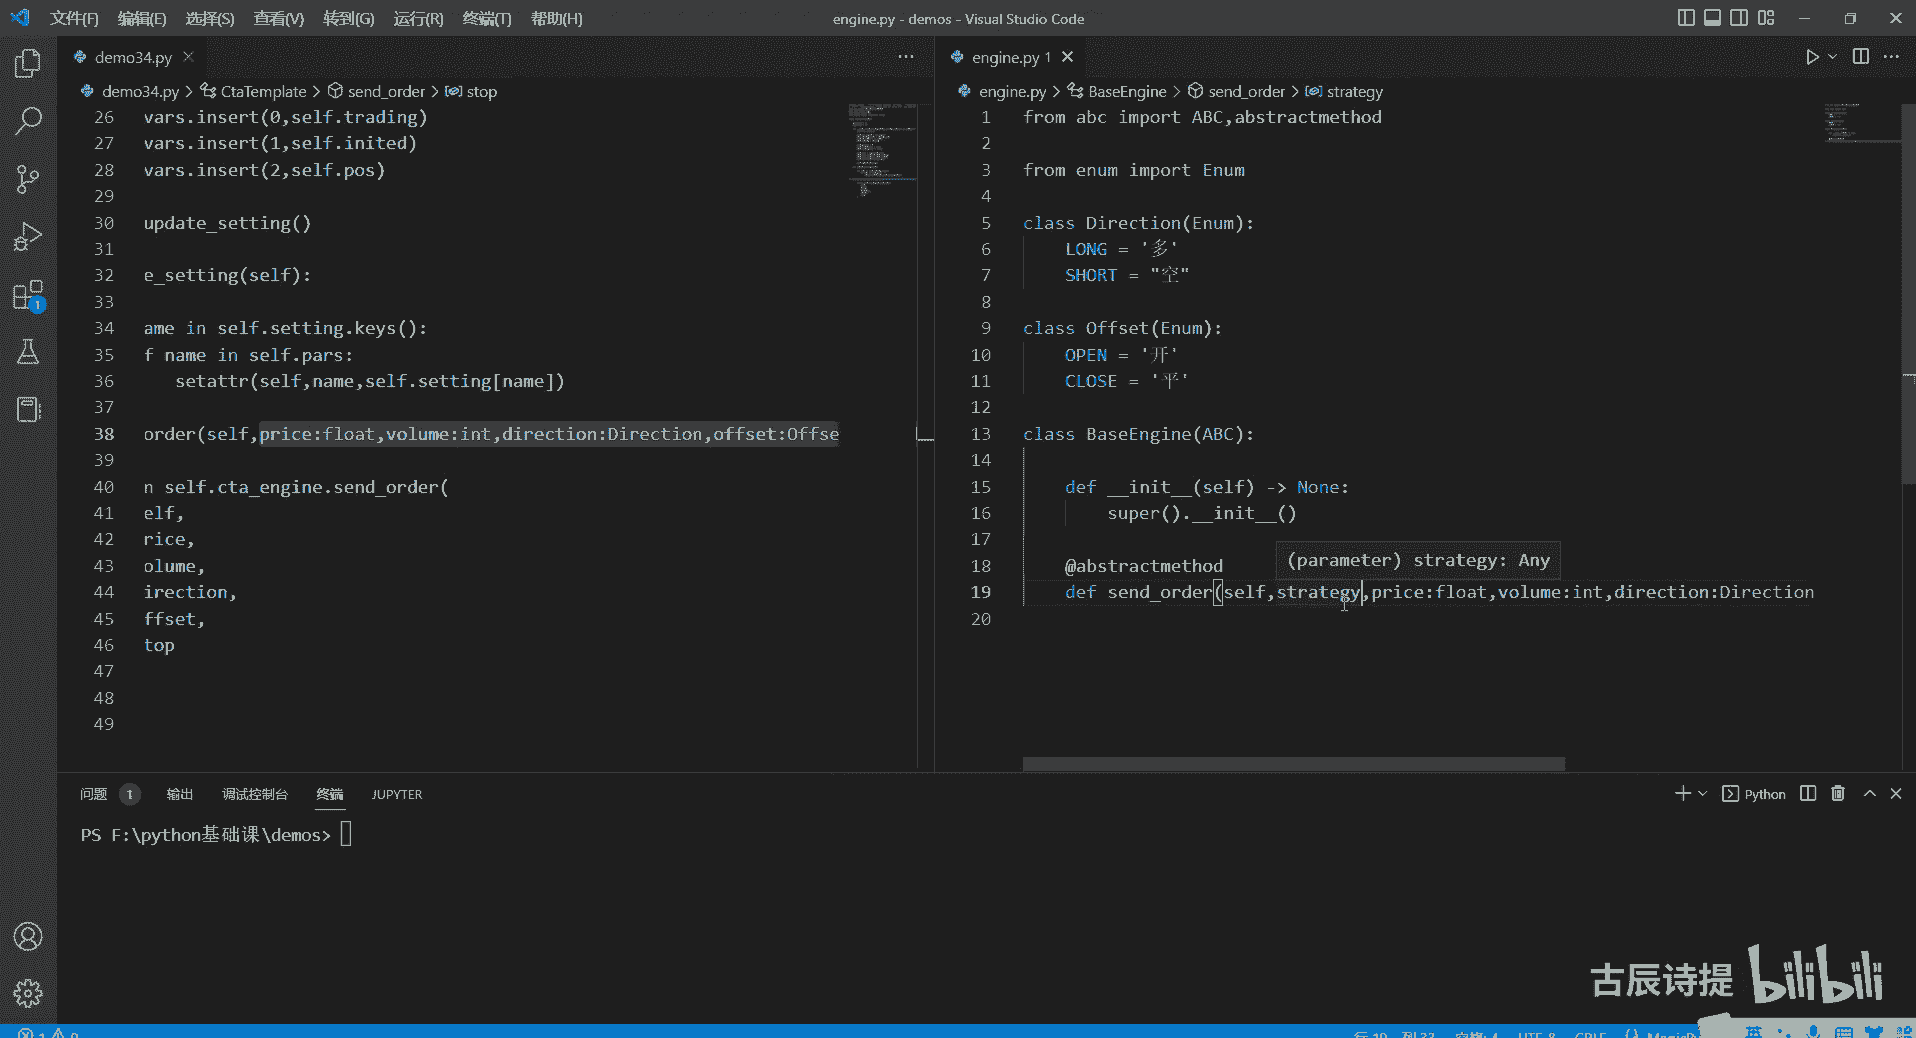 文件(F) 编辑(E) 选择(S) 查看(V) 转到(G) 运行(R) 终端(T) 帮助(H) engine.py - demos - Visual Studio Code
demo34.py
demo34.py > CtaTemplate > send_order > stop
26 vars.insert(0,self.trading)
27 vars.insert(1,self.inited)
28 vars.insert(2,self.pos)
29
30 update_setting()
31
32 e_setting(self):
33
34 ame in self.setting.keys():
35 f name in self.pars:
36 setattr(self,name,self.setting[name])
37
38 order(self,price:float,volume:int,direction:Direction,offset:Offse
39
40 n self.cta_engine.send_order(
41 elf,
42 rice,
43 olume,
44 irection,
45 ffset,
46 top
47
48
49
engine.py 1
engine.py > BaseEngine > send_order > strategy
1 from abc import ABC,abstractmethod
2
3 from enum import Enum
4
5 class Direction(Enum):
6 LONG = '多'
7 SHORT = "空"
8
9 class Offset(Enum):
10 OPEN = '开'
11 CLOSE = '平'
12
13 class BaseEngine(ABC):
14
15 def __init__(self) -> None:
16 super().__init__()
17
18 @abstractmethod
(parameter) strategy: Any
19 def send_order(self,strategy,price:float,volume:int,direction:Direction
20
1
问题 1 输出 调试控制台 终端 JUPYTER
Python
PS F:\python基础课\demos>
古辰诗提 bilibili